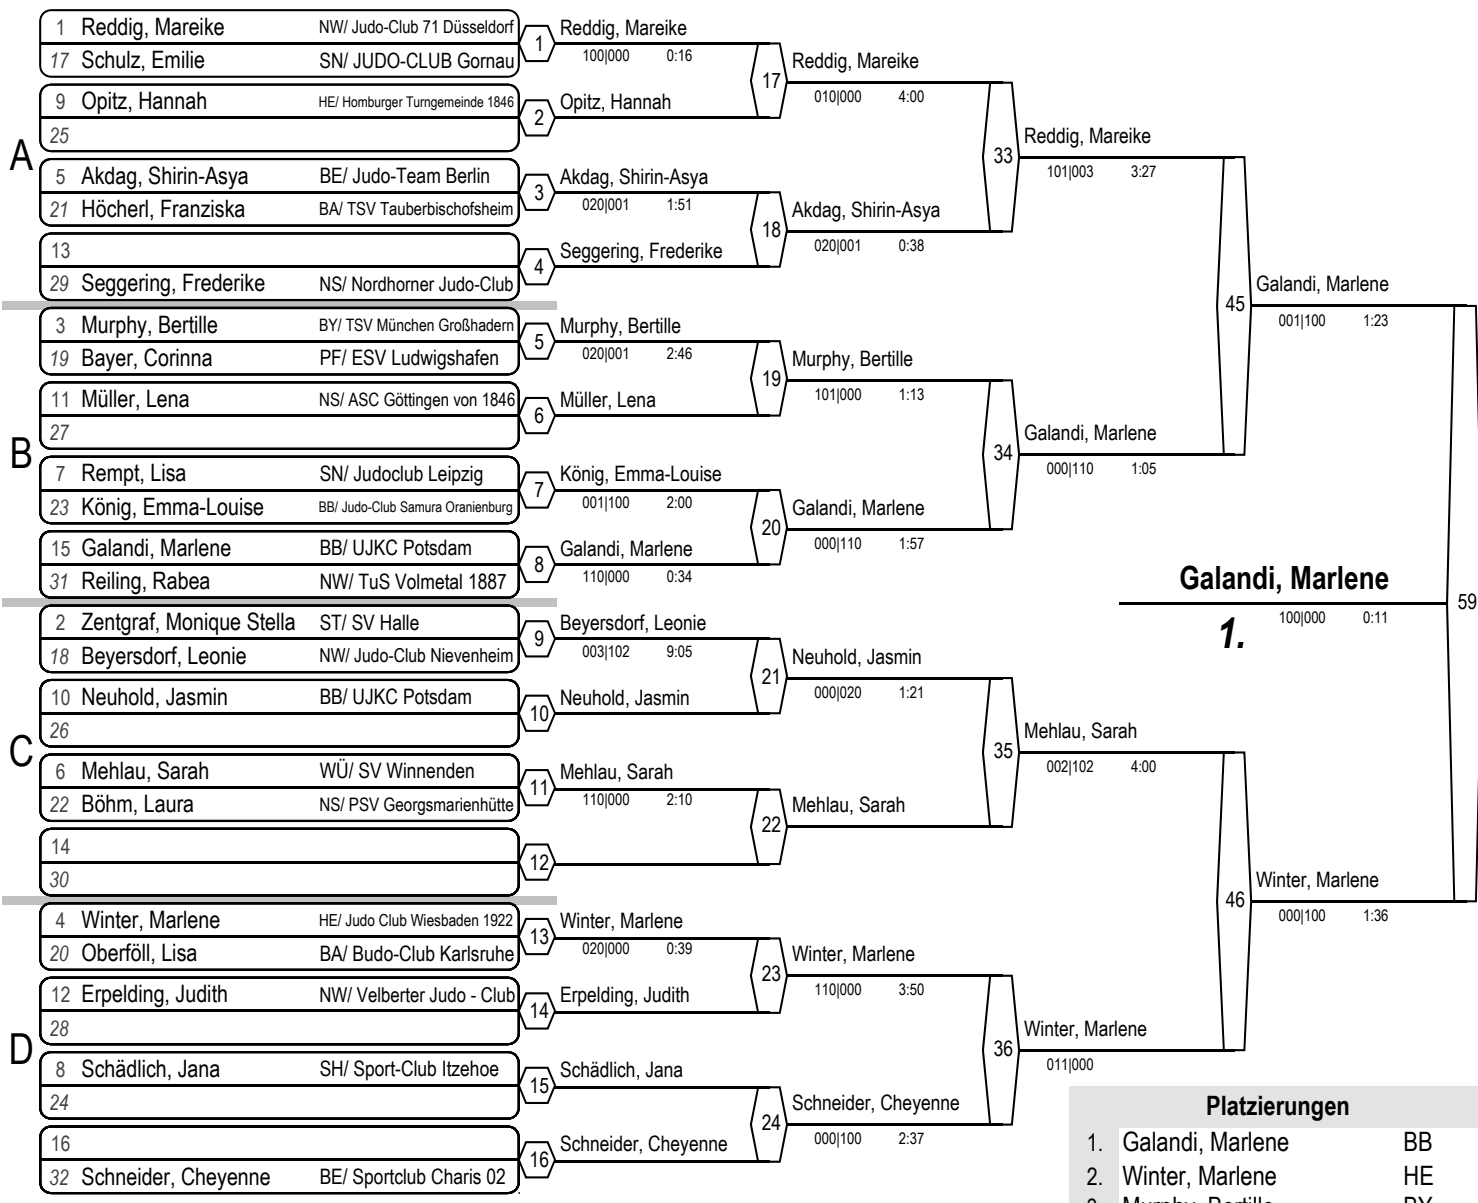 A
1 Reddig, Mareike NW/ Judo-Club 71 Düsseldorf
17 Schulz, Emilie SN/ JUDO-CLUB Gornau
9 Opitz, Hannah HE/ Homburger Turngemeinde 1846
25
5 Akdag, Shirin-Asya BE/ Judo-Team Berlin
21 Höcherl, Franziska BA/ TSV Tauberbischofsheim
13
29 Seggering, Frederike NS/ Nordhorner Judo-Club
B
3 Murphy, Bertille BY/ TSV München Großhadern
19 Bayer, Corinna PF/ ESV Ludwigshafen
11 Müller, Lena NS/ ASC Göttingen von 1846
27
7 Rempt, Lisa SN/ Judoclub Leipzig
23 König, Emma-Louise BB/ Judo-Club Samura Oranienburg
15 Galandi, Marlene BB/ UJKC Potsdam
31 Reiling, Rabea NW/ TuS Volmetal 1887
C
2 Zentgraf, Monique Stella ST/ SV Halle
18 Beyersdorf, Leonie NW/ Judo-Club Nievenheim
10 Neuhold, Jasmin BB/ UJKC Potsdam
26
6 Mehlau, Sarah WÜ/ SV Winnenden
22 Böhm, Laura NS/ PSV Georgsmarienhütte
14
30
D
4 Winter, Marlene HE/ Judo Club Wiesbaden 1922
20 Oberföll, Lisa BA/ Budo-Club Karlsruhe
12 Erpelding, Judith NW/ Velberter Judo - Club
28
8 Schädlich, Jana SH/ Sport-Club Itzehoe
24
16
32 Schneider, Cheyenne BE/ Sportclub Charis 02
1 Reddig, Mareike
100|000 0:16
2 Opitz, Hannah
3 Akdag, Shirin-Asya
020|001 1:51
4 Seggering, Frederike
5 Murphy, Bertille
020|001 2:46
6 Müller, Lena
7 König, Emma-Louise
001|100 2:00
8 Galandi, Marlene
110|000 0:34
9 Beyersdorf, Leonie
003|102 9:05
10 Neuhold, Jasmin
11 Mehlau, Sarah
110|000 2:10
12
13 Winter, Marlene
020|000 0:39
14 Erpelding, Judith
15 Schädlich, Jana
16 Schneider, Cheyenne
17 Reddig, Mareike
010|000 4:00
18 Akdag, Shirin-Asya
020|001 0:38
19 Murphy, Bertille
101|000 1:13
20 Galandi, Marlene
000|110 1:57
21 Neuhold, Jasmin
000|020 1:21
22 Mehlau, Sarah
23 Winter, Marlene
110|000 3:50
24 Schneider, Cheyenne
000|100 2:37
33 Reddig, Mareike
101|003 3:27
34 Galandi, Marlene
000|110 1:05
35 Mehlau, Sarah
002|102 4:00
36 Winter, Marlene
011|000
45 Galandi, Marlene
001|100 1:23
46 Winter, Marlene
000|100 1:36
59
Galandi, Marlene
1. 100|000 0:11
Platzierungen
1. Galandi, Marlene BB
2. Winter, Marlene HE